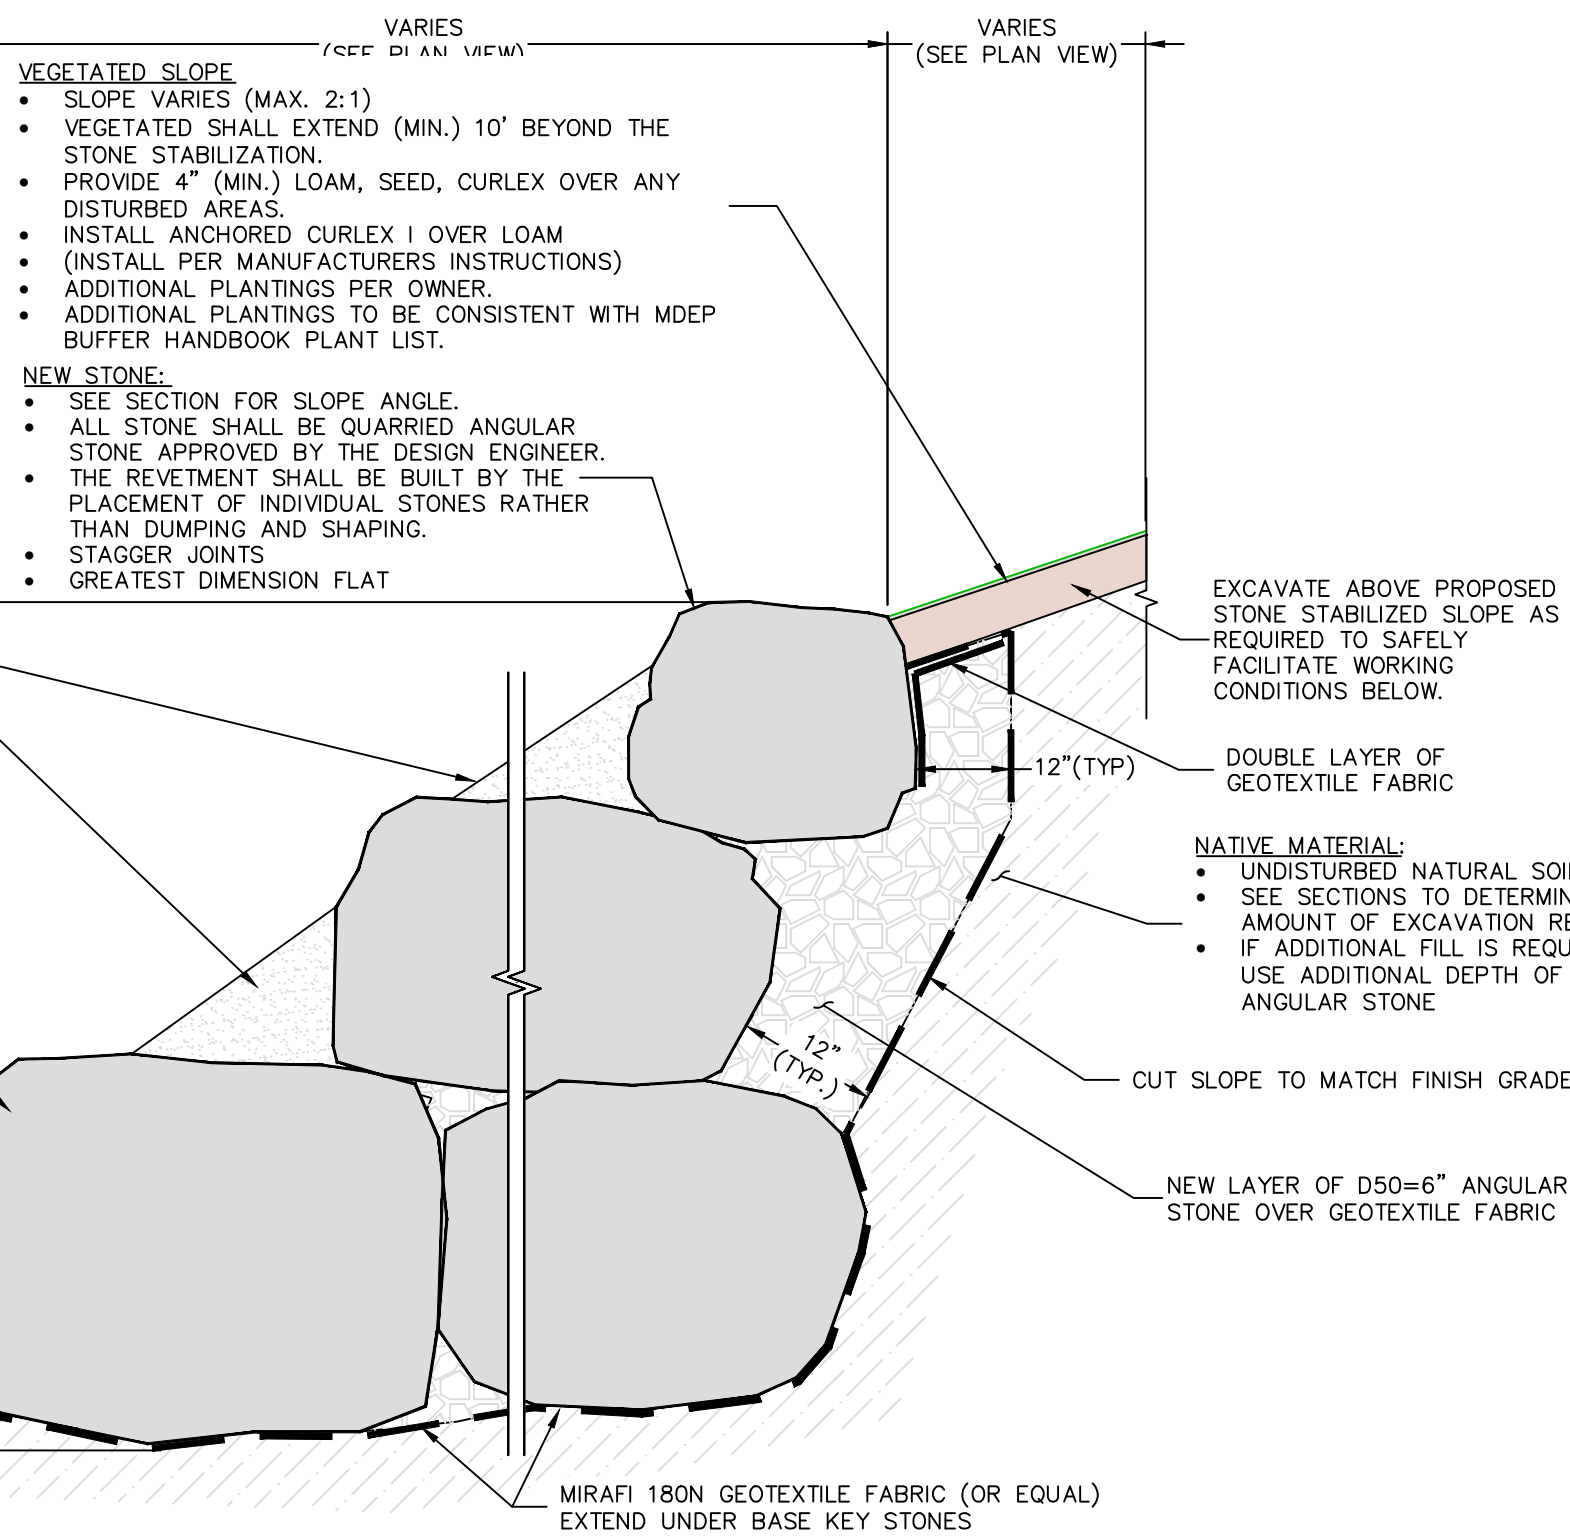 VARIES
(SEE PLAN VIEW)
VARIES
(SEE PLAN VIEW)
VEGETATED SLOPE
• SLOPE VARIES (MAX. 2:1)
• VEGETATED SHALL EXTEND (MIN.) 10' BEYOND THE
STONE STABILIZATION.
• PROVIDE 4" (MIN.) LOAM, SEED, CURLEX OVER ANY
DISTURBED AREAS.
• INSTALL ANCHORED CURLEX I OVER LOAM
• (INSTALL PER MANUFACTURERS INSTRUCTIONS)
• ADDITIONAL PLANTINGS PER OWNER.
• ADDITIONAL PLANTINGS TO BE CONSISTENT WITH MDEP
BUFFER HANDBOOK PLANT LIST.
NEW STONE:
• SEE SECTION FOR SLOPE ANGLE.
• ALL STONE SHALL BE QUARRIED ANGULAR
STONE APPROVED BY THE DESIGN ENGINEER.
• THE REVETMENT SHALL BE BUILT BY THE
PLACEMENT OF INDIVIDUAL STONES RATHER
THAN DUMPING AND SHAPING.
• STAGGER JOINTS
• GREATEST DIMENSION FLAT
EXCAVATE ABOVE PROPOSED
STONE STABILIZED SLOPE AS
REQUIRED TO SAFELY
FACILITATE WORKING
CONDITIONS BELOW.
DOUBLE LAYER OF
GEOTEXTILE FABRIC
12"(TYP)
NATIVE MATERIAL:
• UNDISTURBED NATURAL
• SEE SECTIONS TO
AMOUNT OF EXCAVATION
• IF ADDITIONAL FILL IS
USE ADDITIONAL DEPTH OF
ANGULAR STONE
12"
(TYP.)
CUT SLOPE TO MATCH FINISH GRADE
NEW LAYER OF D50=6" ANGULAR
STONE OVER GEOTEXTILE FABRIC
MIRAFI 180N GEOTEXTILE FABRIC (OR EQUAL)
EXTEND UNDER BASE KEY STONES